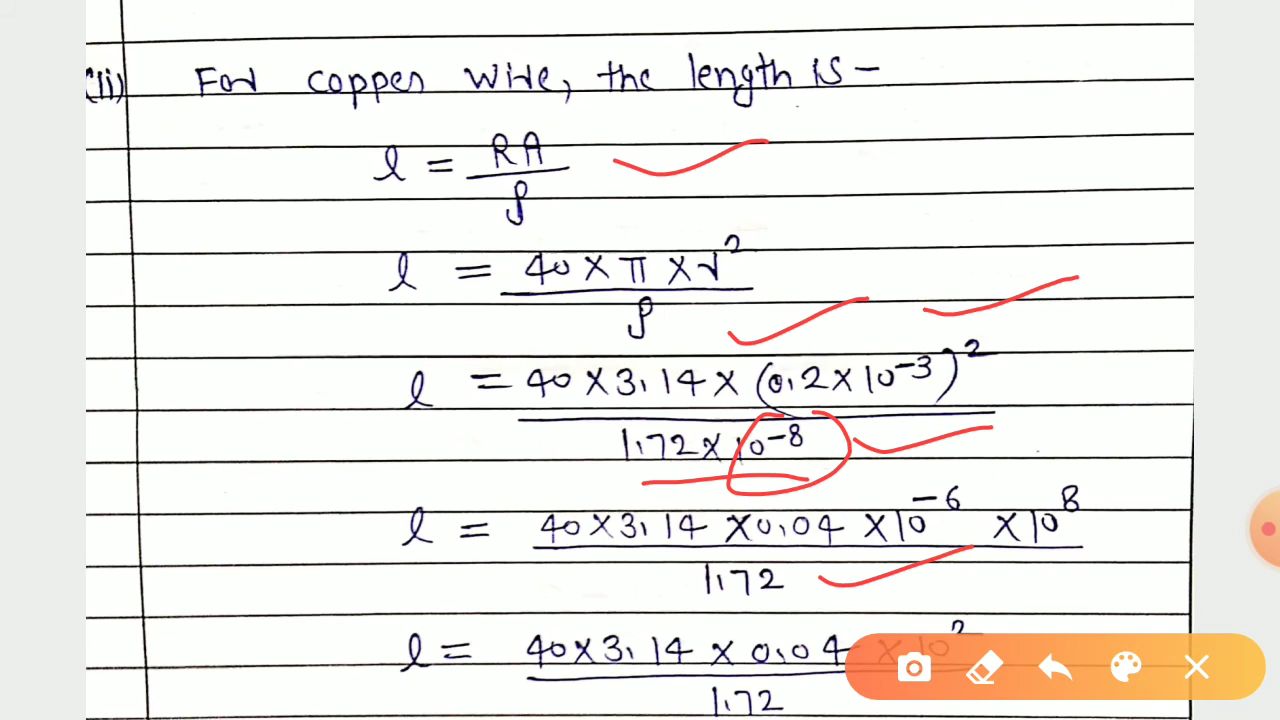 (ii) For copper wire, the length is -
l = RA / ρ
l = 40 × π × r² / ρ
l = 40 × 3.14 × (0.2 × 10⁻³)² / 1.72 × 10⁻⁸
l = 40 × 3.14 × 0.04 × 10⁻⁶ × 10⁸ / 1.72
l = 40 × 3.14 × 0.04 × 10² / 1.72